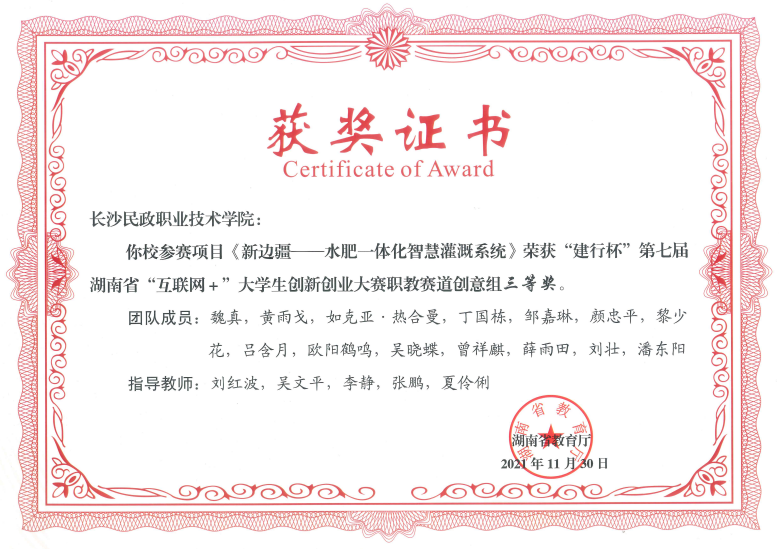 获奖证书
Certificate of Award
长沙民政职业技术学院：
你校参赛项目《新边疆——水肥一体化智慧灌溉系统》荣获“建行杯”第七届
湖南省“互联网+”大学生创新创业大赛职教赛道创意组三等奖。
团队成员：魏真，黄雨戈，如克亚·热合曼，丁国栋，邹嘉琳，颜忠平，黎少
花，吕含月，欧阳鹤鸣，吴晓蝶，曾祥麒，薛雨田，刘壮，潘东阳
指导教师：刘红波，吴文平，李静，张鹏，夏伶俐
湖南省教育厅
湖南省教育厅
2021年11月30日